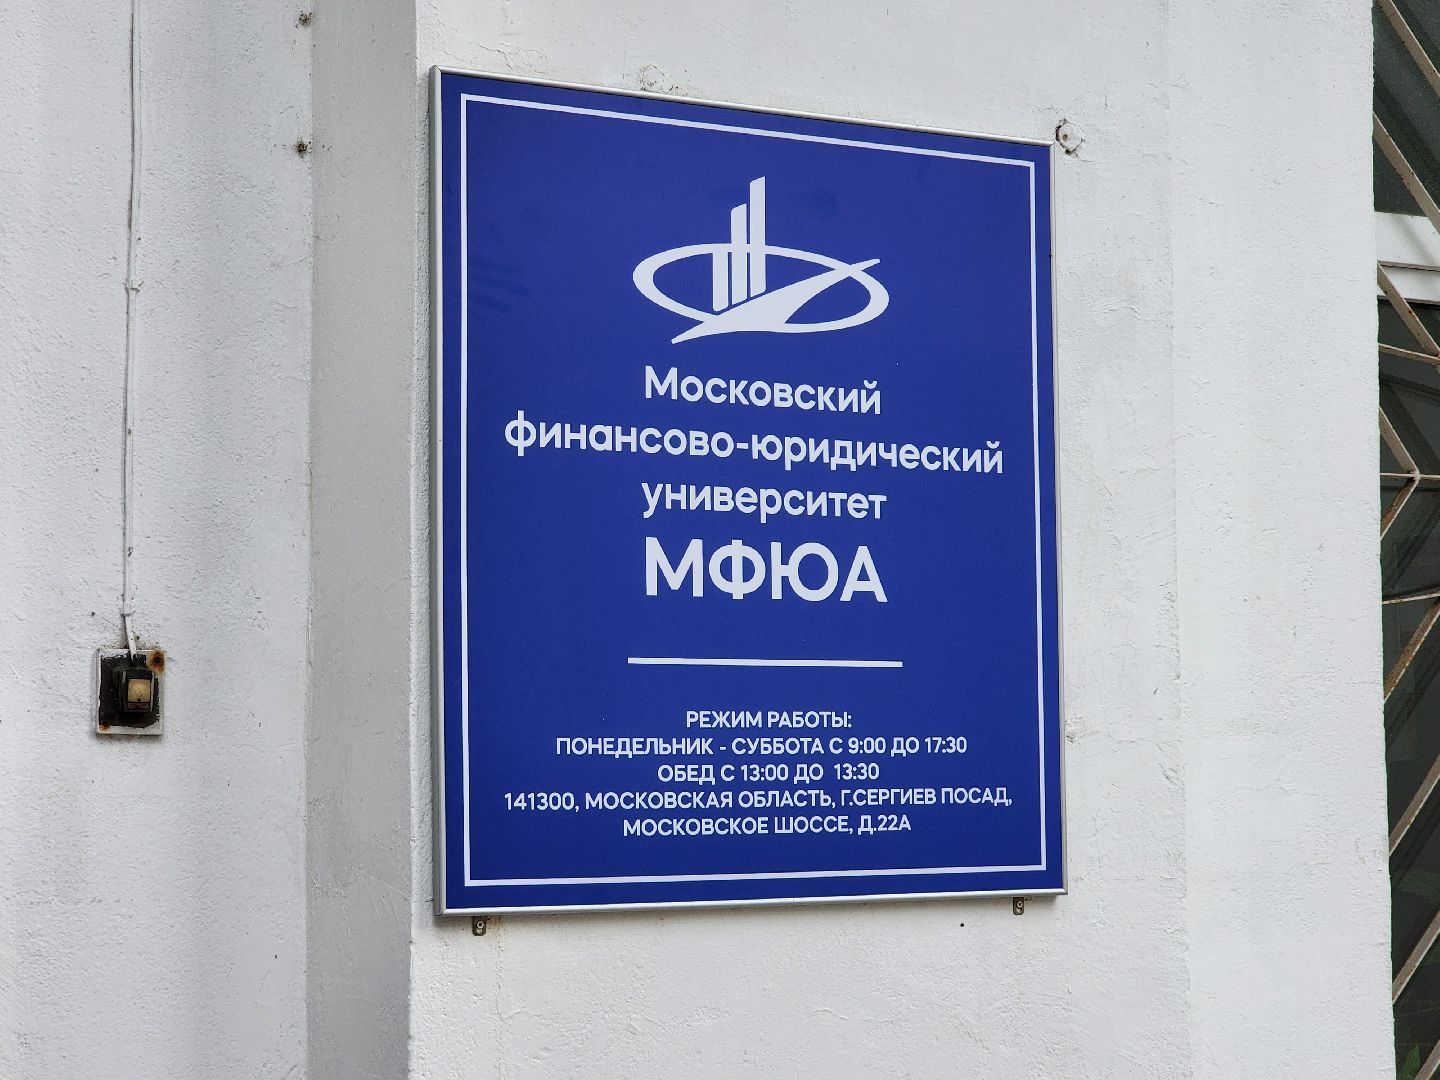 Московский
финансово-юридический
университет
МФЮА
РЕЖИМ РАБОТЫ:
ПОНЕДЕЛЬНИК - СУББОТА С 9:00 ДО 17:30
ОБЕД С 13:00 ДО 13:30
141300, МОСКОВСКАЯ ОБЛАСТЬ, Г.СЕРГИЕВ ПОСАД,
МОСКОВСКОЕ ШОССЕ, Д.22А